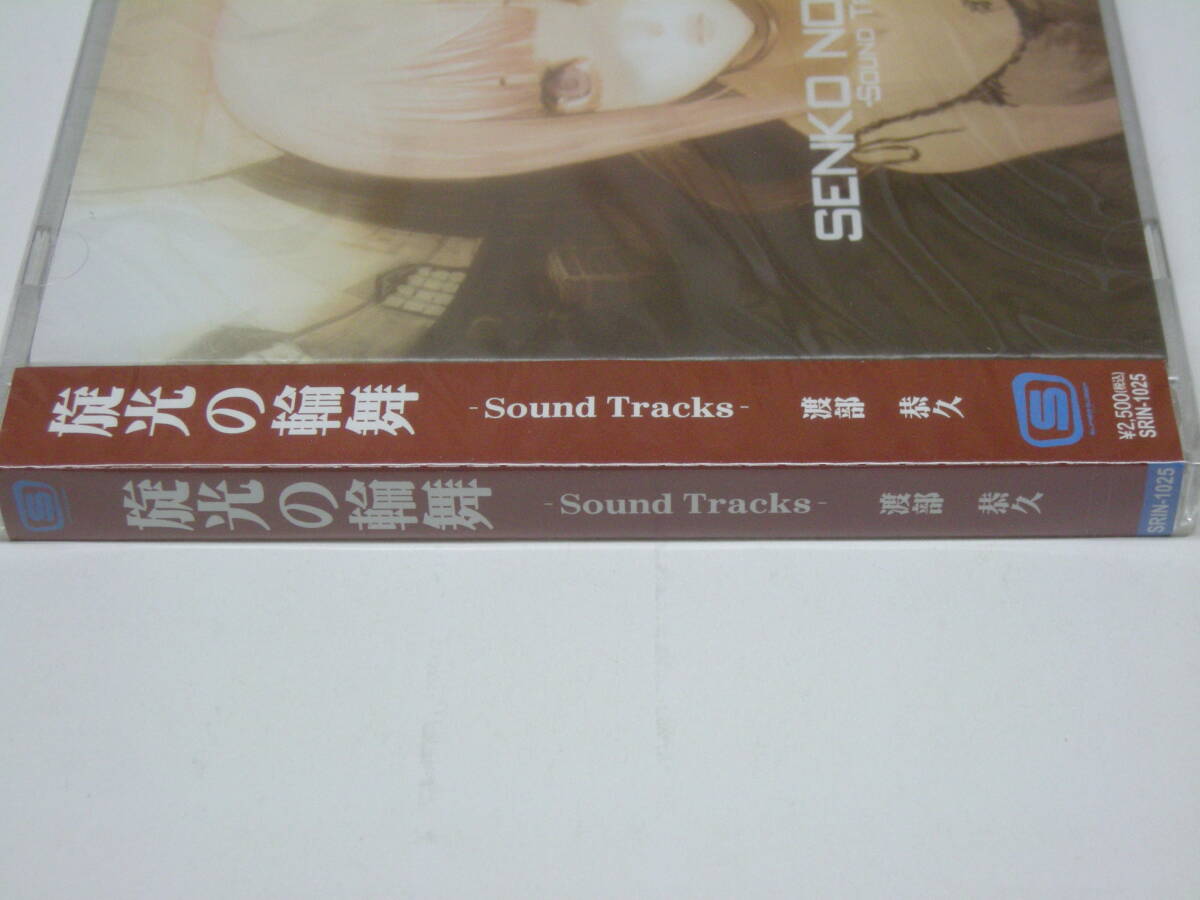 SENKO NO
-SOUND TR
旋光の輪舞 -Sound Tracks- 渡部 恭久
¥2,500(税込)
SRIN-1025
旋光の輪舞 -Sound Tracks- 渡部 恭久
SRIN-1025